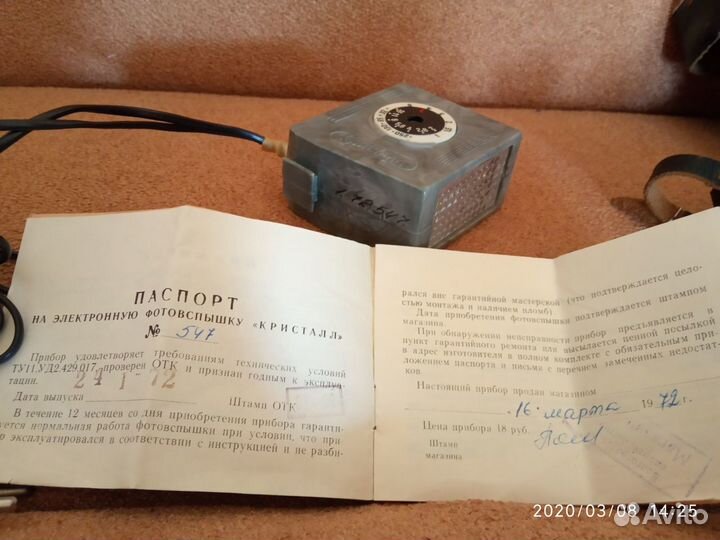 172547
ПАСПОРТ
НА ЭЛЕКТРОННУЮ ФОТОВСПЫШКУ «КРИСТАЛЛ»
№ 547
Прибор удовлетворяет требованиям технических условий
ТУ11.УД2.429.017, проверен ОТК и признан годным к эксплуа-
тации.
24 1-72
Дата выпуска
Штамп ОТК
В течение 12 месяцев со дня приобретения прибора гаранти-
руется нормальная работа фотовспышки при условии, что при-
р эксплуатировался в соответствии с инструкцией и не разби-
рался вне гарантийной мастерской (это подтверждается цело-
стью монтажа и наличием пломб).
Дата приобретения фотовспышки подтверждается штампом
магазина.
При обнаружении неисправности прибор предъявляется в
пункт гарантийного ремонта или высылается ценной посылкой
в адрес изготовителя в полном комплекте с обязательным при-
ложением паспорта и письма с перечнем замеченных недостат-
ков.
Настоящий прибор продан магазином
16 марта 1972 г.
Цена прибора 18 руб.
Штамп
магазина
2020/03/08 14:25
Avito